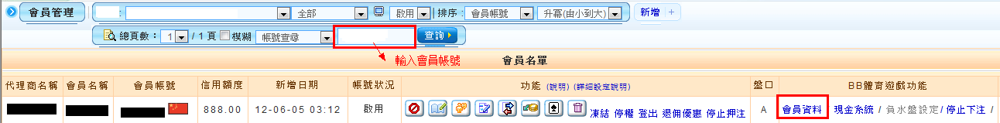 會員管理 : 全部 啟用 | 排序 : 會員帳號 升冪(由小到大) 新增 +
總頁數 : 1 / 1 頁 模糊 帳號查尋 查詢
輸入會員帳號 會員名單
代理商名稱 會員名稱 會員帳號 信用額度 新增日期 帳號狀況 功能 (說明) (詳細設定說明) 盤口 BB體育遊戲功能
888.00 12-06-05 03:12 啟用 凍結 停權 登出 退佣優惠 停止押注 A 會員資料 現金系統 / 負水盤設定 / 停止下注 /